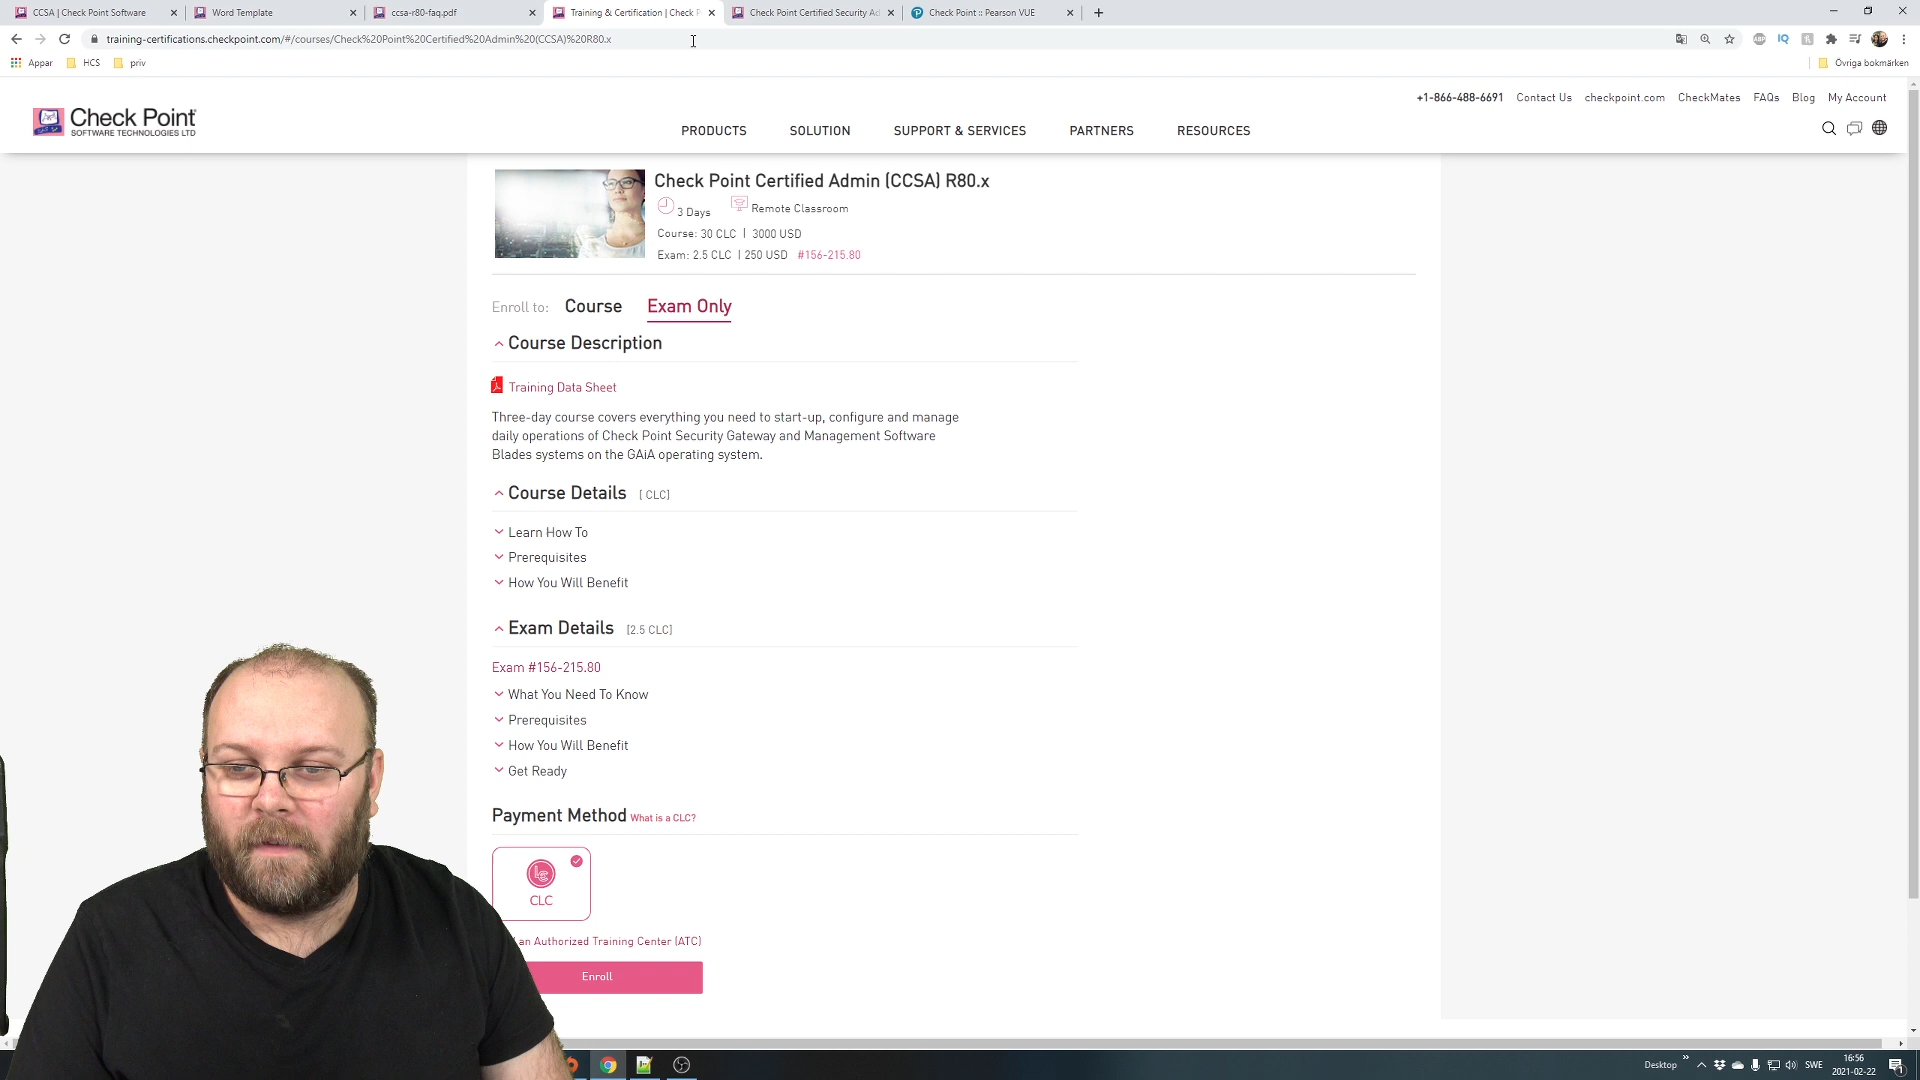 CCSA | Check Point Software
Word Template
ccsa-r80-faq.pdf
Training & Certification | Check P
Check Point Certified Security Ad
Check Point :: Pearson VUE
training-certifications.checkpoint.com/#/courses/Check%20Point%20Certified%20Admin%20(CCSA)%20R80.x
Appar
HCS
priv
Övriga bokmärken
+1-866-488-6691 Contact Us checkpoint.com CheckMates FAQs Blog My Account
Check Point
SOFTWARE TECHNOLOGIES LTD
PRODUCTS SOLUTION SUPPORT & SERVICES PARTNERS RESOURCES
Check Point Certified Admin (CCSA) R80.x
3 Days Remote Classroom
Course: 30 CLC | 3000 USD
Exam: 2.5 CLC | 250 USD #156-215.80
Enroll to: Course Exam Only
Course Description
Training Data Sheet
Three-day course covers everything you need to start-up, configure and manage
daily operations of Check Point Security Gateway and Management Software
Blades systems on the GAiA operating system.
Course Details [ CLC]
Learn How To
Prerequisites
How You Will Benefit
Exam Details [2.5 CLC]
Exam #156-215.80
What You Need To Know
Prerequisites
How You Will Benefit
Get Ready
Payment Method What is a CLC?
CLC
an Authorized Training Center (ATC)
Enroll
Desktop
SWE
16:56
2021-02-22